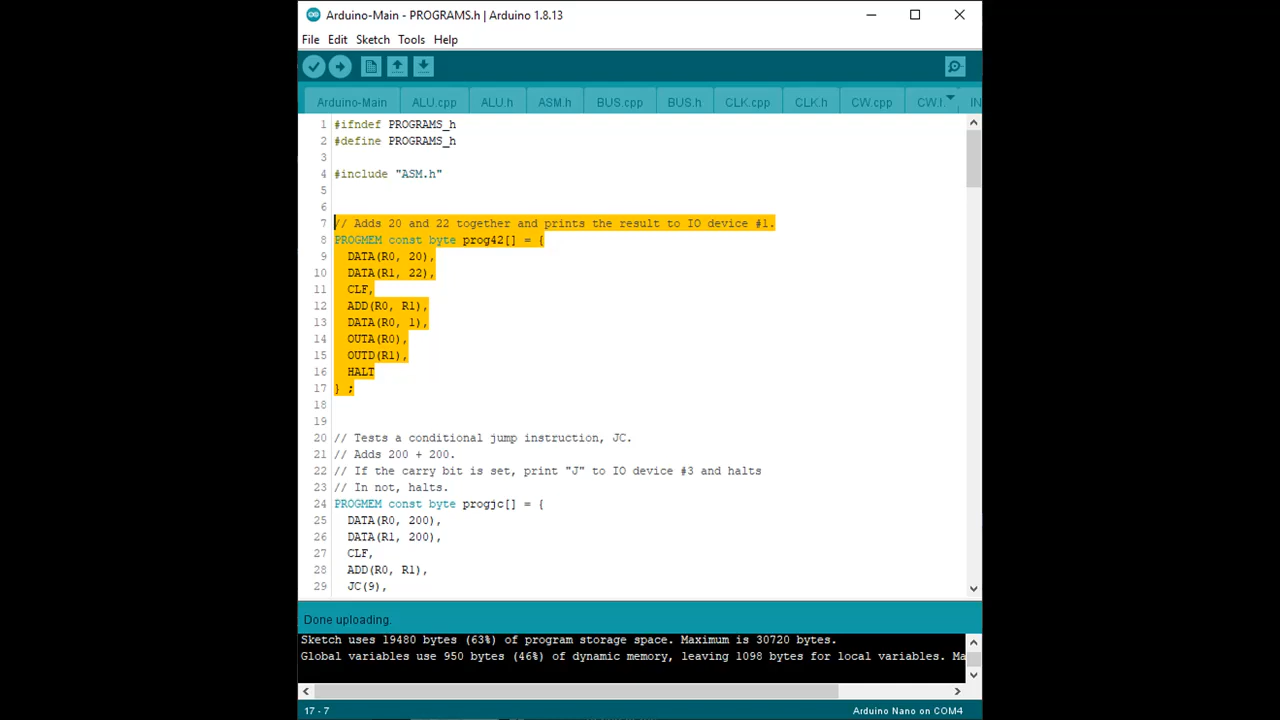 Arduino-Main - PROGRAMS.h | Arduino 1.8.13
File Edit Sketch Tools Help
Arduino-Main ALU.cpp ALU.h ASM.h BUS.cpp BUS.h CLK.cpp CLK.h CW.cpp CW.h IN
1 #ifndef PROGRAMS_h
2 #define PROGRAMS_h
3
4 #include "ASM.h"
5
6
7 // Adds 20 and 22 together and prints the result to IO device #1.
8 PROGMEM const byte prog42[] = {
9 DATA(R0, 20),
10 DATA(R1, 22),
11 CLF,
12 ADD(R0, R1),
13 DATA(R0, 1),
14 OUTA(R0),
15 OUTD(R1),
16 HALT
17 } ;
18
19
20 // Tests a conditional jump instruction, JC.
21 // Adds 200 + 200.
22 // If the carry bit is set, print "J" to IO device #3 and halts
23 // In not, halts.
24 PROGMEM const byte progjc[] = {
25 DATA(R0, 200),
26 DATA(R1, 200),
27 CLF,
28 ADD(R0, R1),
29 JC(9),
Done uploading.
Sketch uses 19480 bytes (63%) of program storage space. Maximum is 30720 bytes.
Global variables use 950 bytes (46%) of dynamic memory, leaving 1098 bytes for local variables. Ma
17 - 7 Arduino Nano on COM4